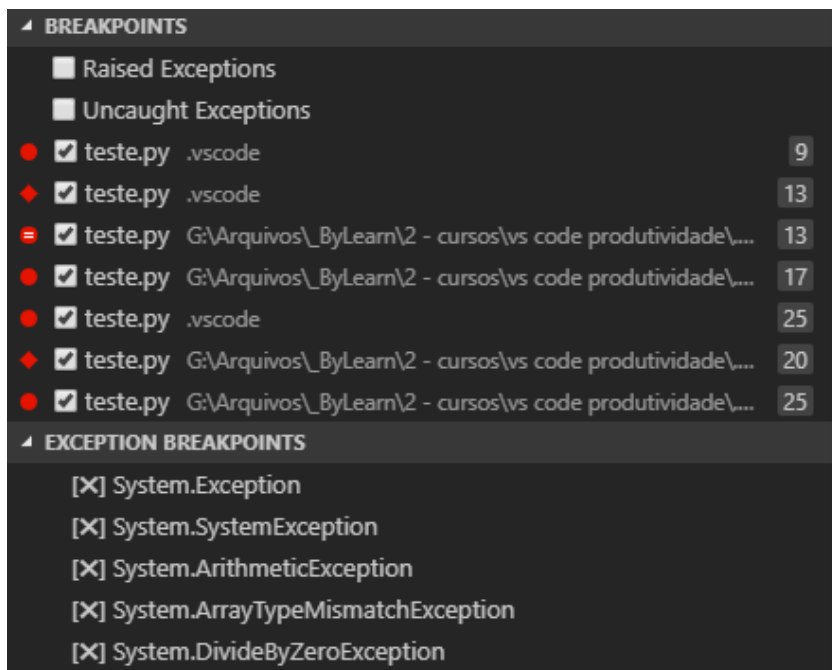 BREAKPOINTS
Raised Exceptions
Uncaught Exceptions
teste.py .vscode 9
teste.py .vscode 13
teste.py G:\Arquivos\_ByLearn\2 - cursos\vs code produtividade\.... 13
teste.py G:\Arquivos\_ByLearn\2 - cursos\vs code produtividade\.... 17
teste.py .vscode 25
teste.py G:\Arquivos\_ByLearn\2 - cursos\vs code produtividade\.... 20
teste.py G:\Arquivos\_ByLearn\2 - cursos\vs code produtividade\.... 25
EXCEPTION BREAKPOINTS
[✕] System.Exception
[✕] System.SystemException
[✕] System.ArithmeticException
[✕] System.ArrayTypeMismatchException
[✕] System.DivideByZeroException